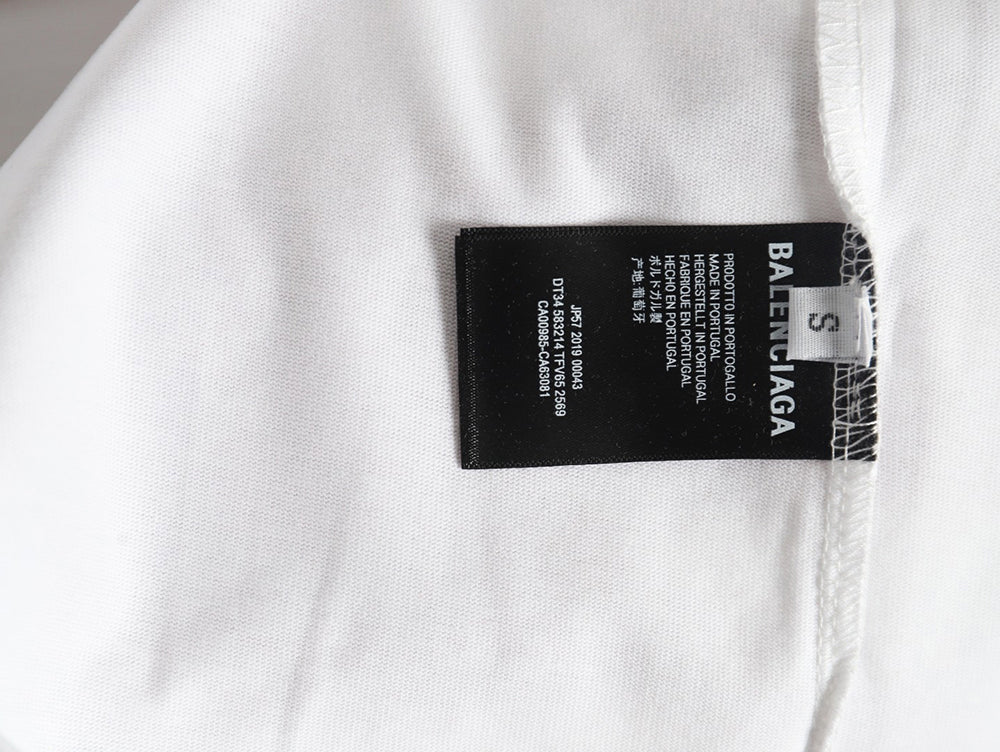 BALENCIAGA
S
PRODOTTO IN PORTOGALLO
MADE IN PORTUGAL
HERGESTELLT IN PORTUGAL
FABRIQUE EN PORTUGAL
HECHO EN PORTUGAL
ポルトガル製
产地:葡萄牙
JP57 2019 00043
DT34 583214 TFV65 2569
CA00985-CA63081